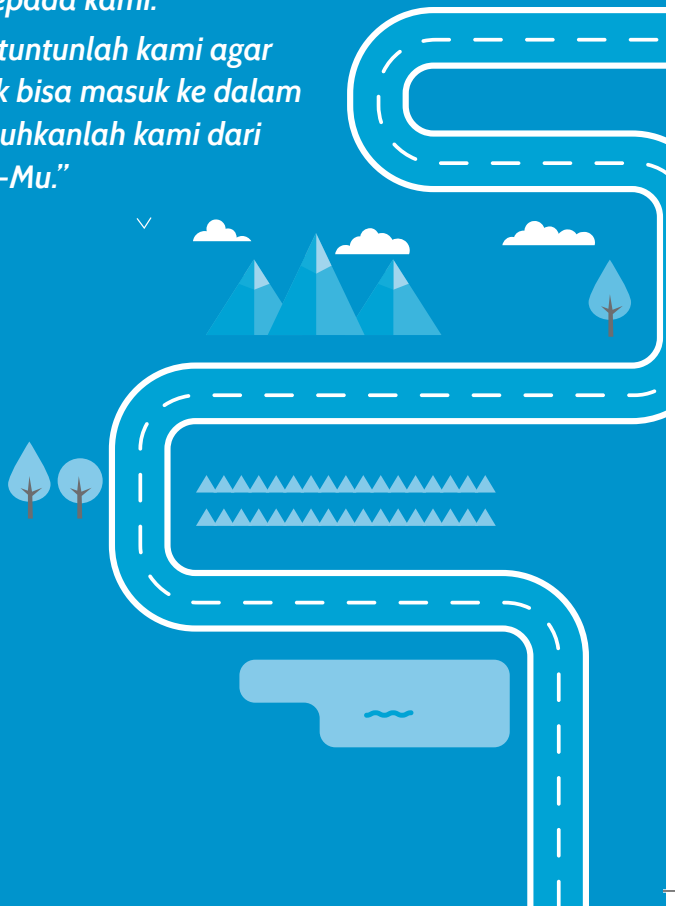 epada kami.
tuntunlah kami agar
k bisa masuk ke dalam
uhkanlah kami dari
-Mu.”